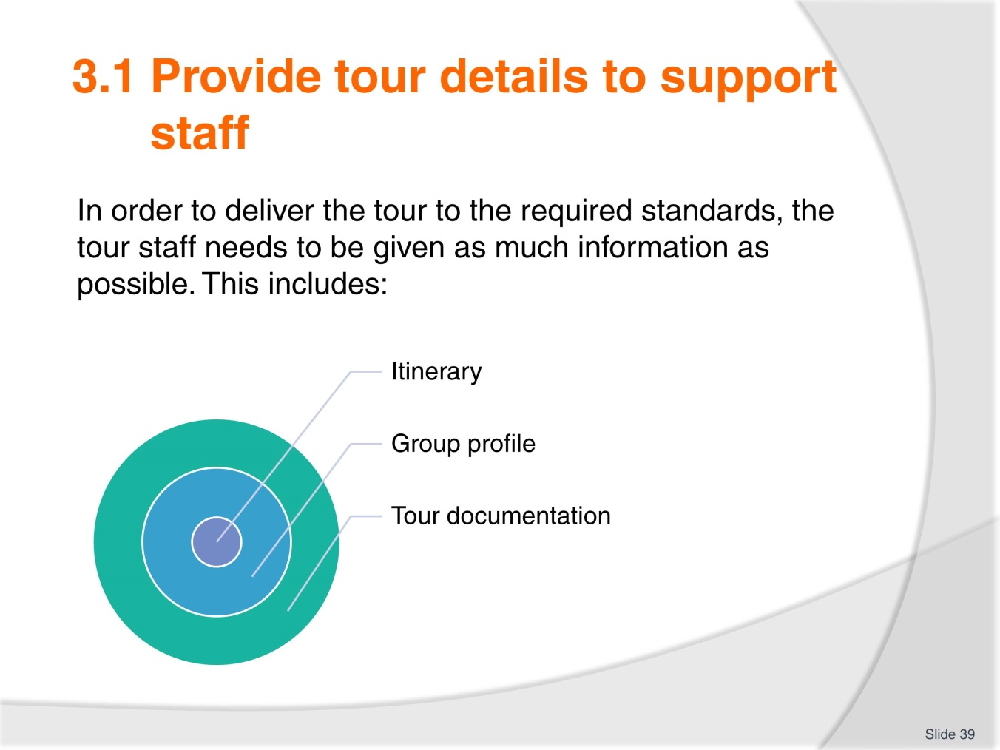 3.1 Provide tour details to support
staff
In order to deliver the tour to the required standards, the
tour staff needs to be given as much information as
possible. This includes:
Itinerary
Group profile
Tour documentation
Slide 39